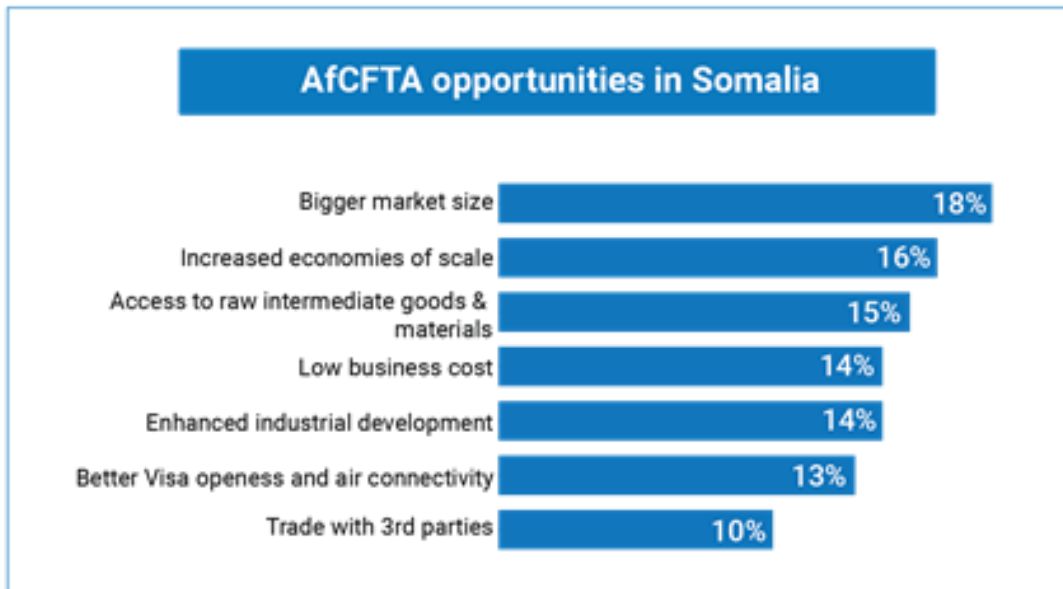 AfCFTA opportunities in Somalia
Bigger market size 18%
Increased economies of scale 16%
Access to raw intermediate goods &
materials 15%
Low business cost 14%
Enhanced industrial development 14%
Better Visa openess and air connectivity 13%
Trade with 3rd parties 10%